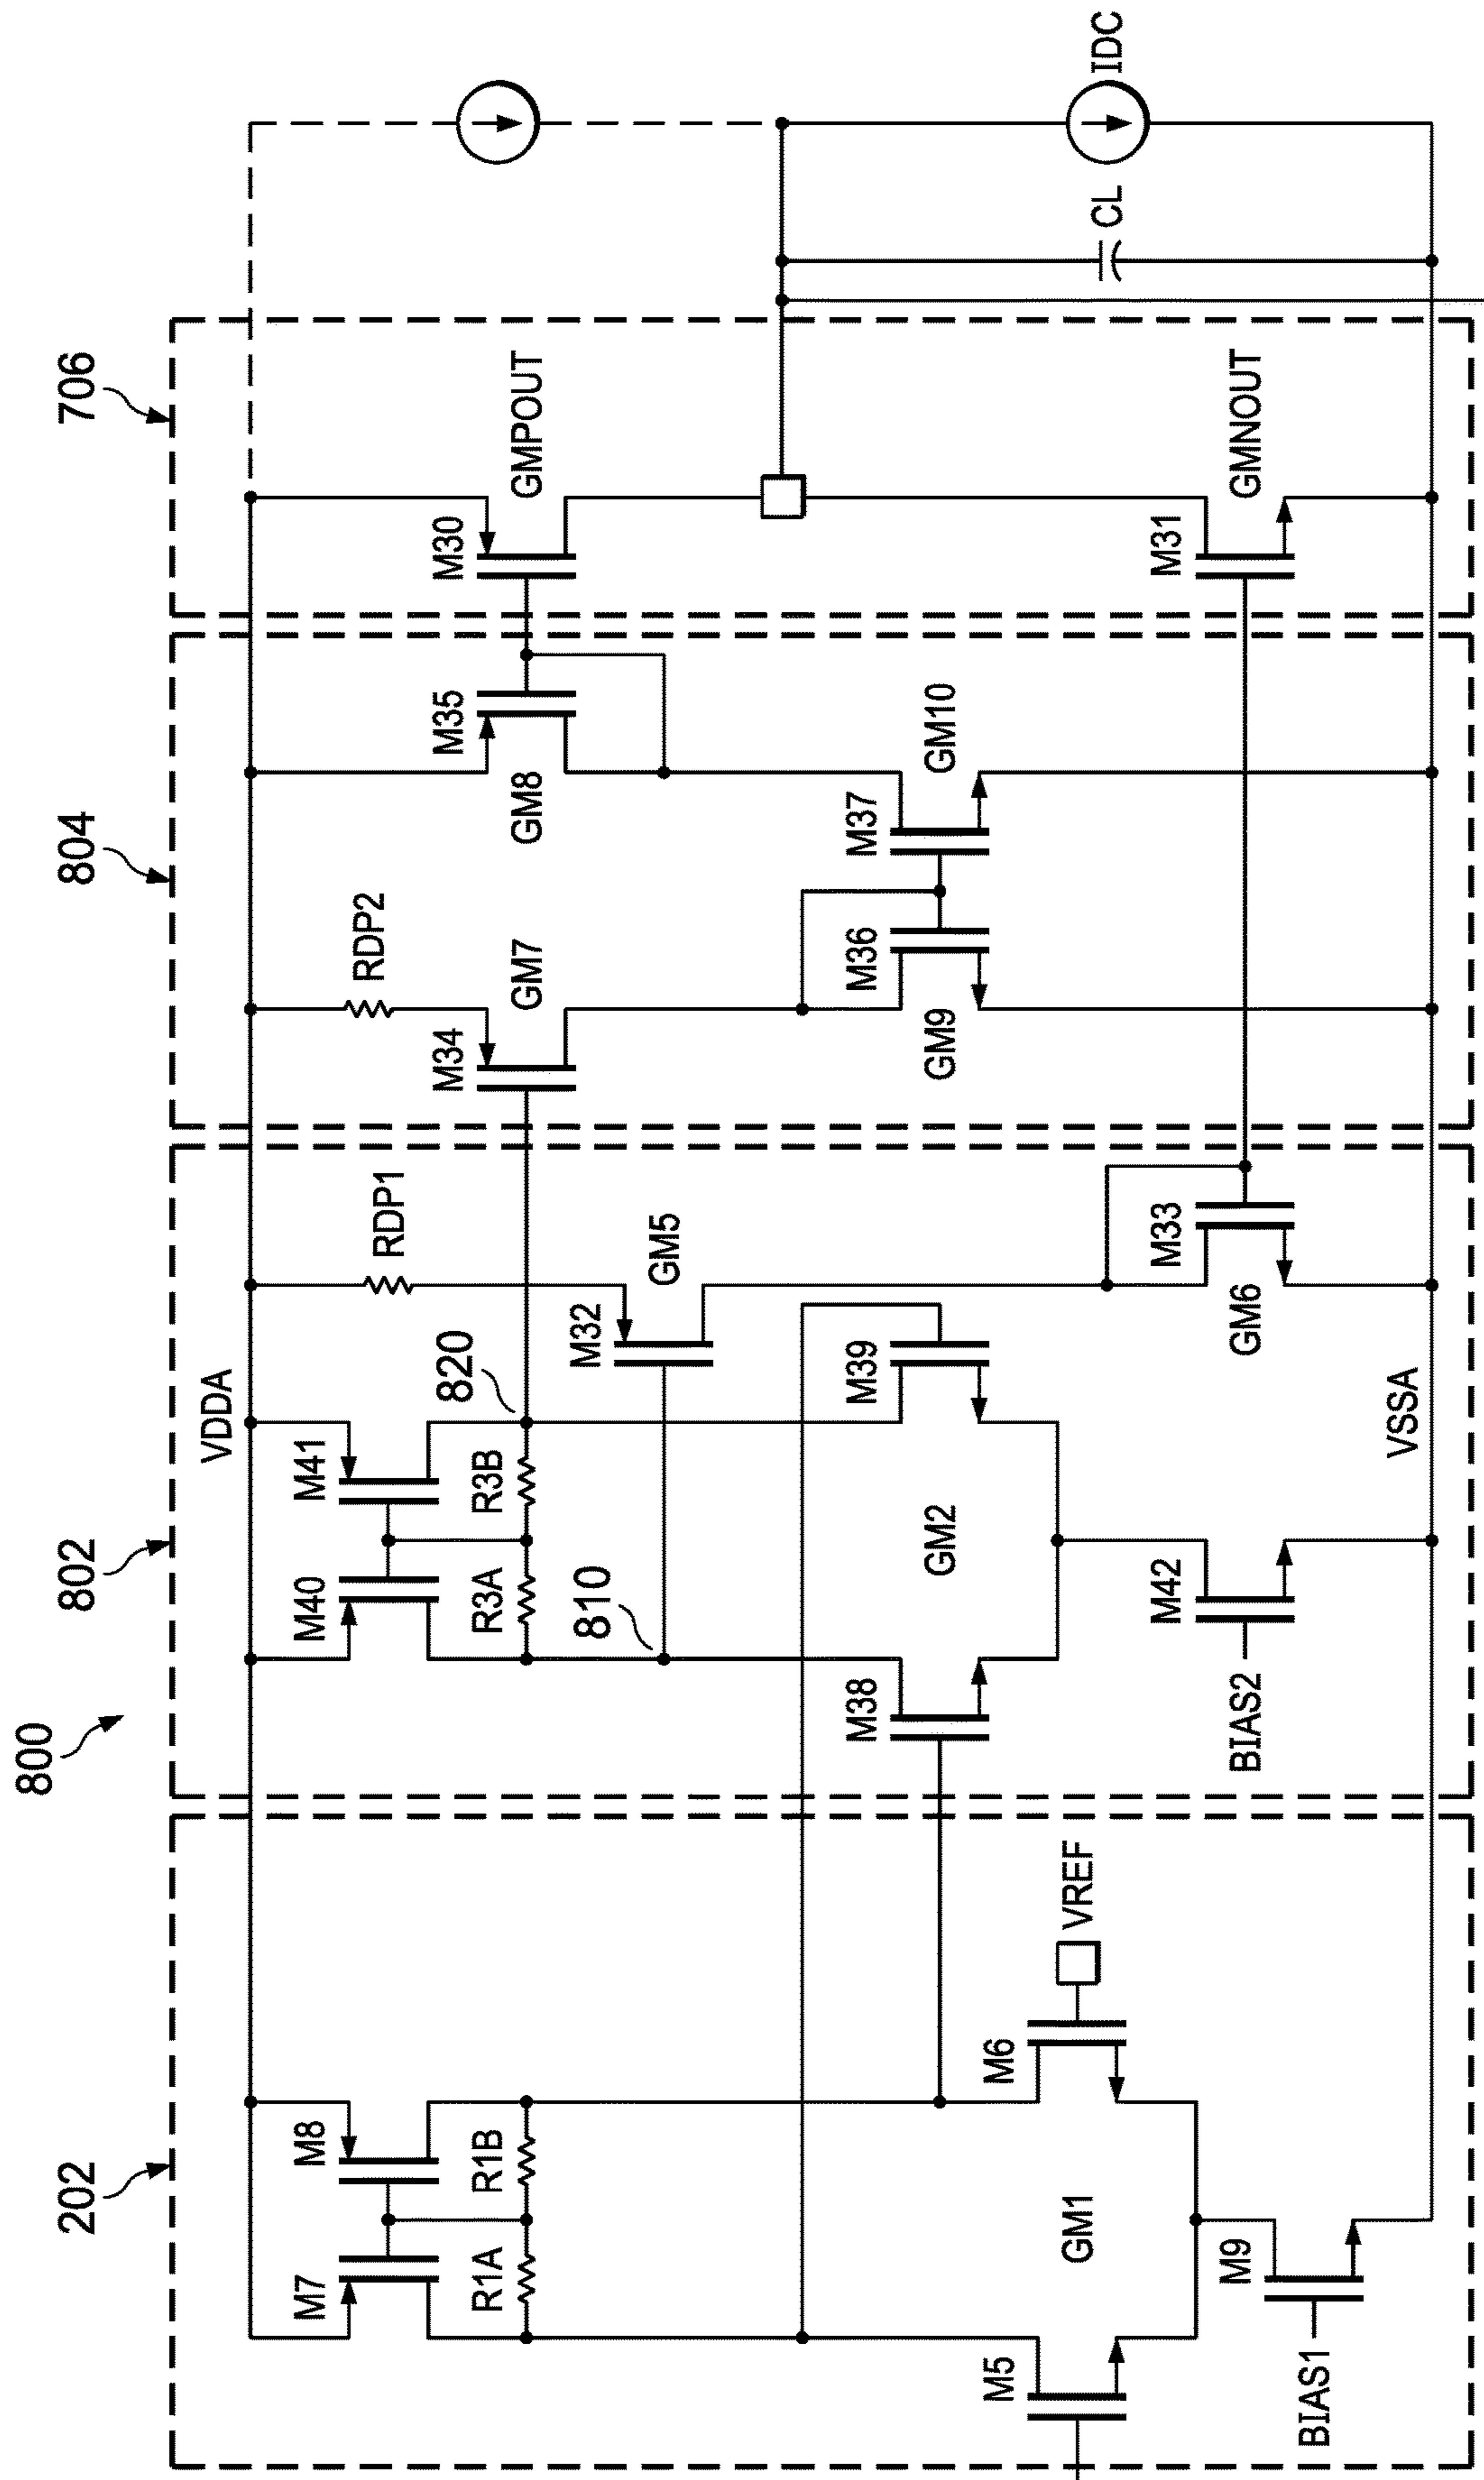 800
202
802
804
706
VDDA
M7
M8
R1A
R1B
M5
M6
GM1
VREF
M9
BIAS1
M40
M41
R3A
R3B
810
820
M38
M39
GM2
M42
BIAS2
RDP1
M32
GM5
M33
GM6
VSSA
RDP2
M34
GM7
M35
GM8
M36
GM9
M37
GM10
M30
GMPOUT
M31
GMNOUT
CL
IDC